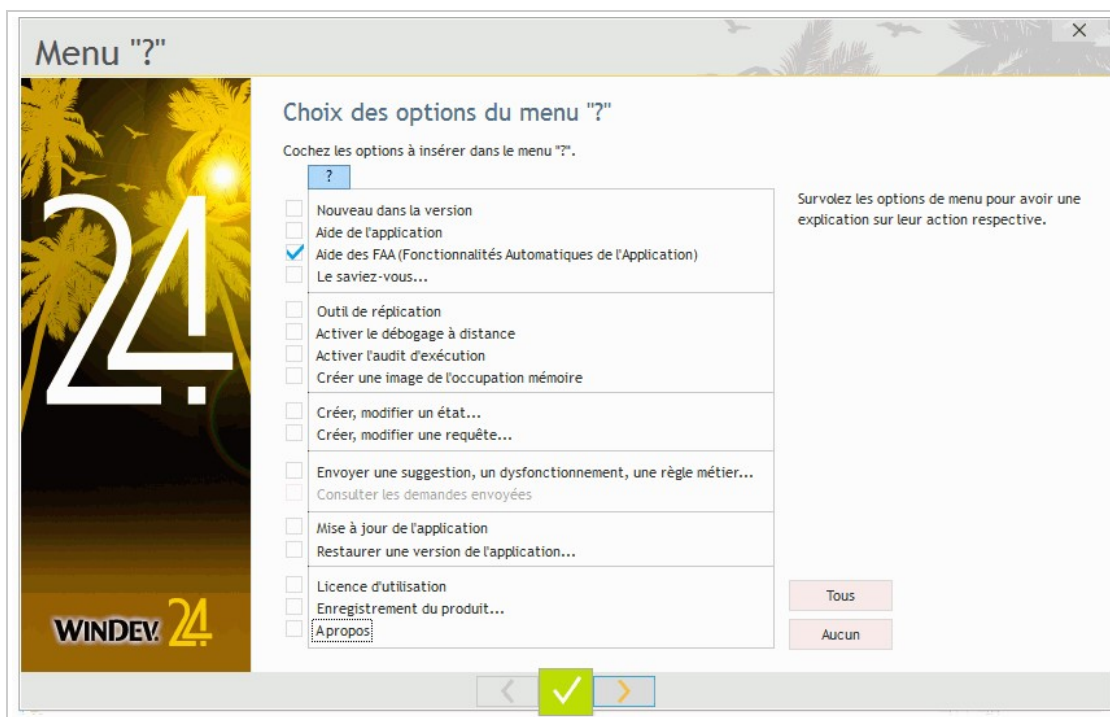 Menu "?"
Choix des options du menu "?"
Cochez les options à insérer dans le menu "?".
?
Nouveau dans la version
Aide de l'application
Aide des FAA (Fonctionnalités Automatiques de l'Application)
Le saviez-vous...
Outil de réplication
Activer le débogage à distance
Activer l'audit d'exécution
Créer une image de l'occupation mémoire
Créer, modifier un état...
Créer, modifier une requête...
Envoyer une suggestion, un dysfonctionnement, une règle métier...
Consulter les demandes envoyées
Mise à jour de l'application
Restaurer une version de l'application...
Licence d'utilisation
Enregistrement du produit...
A propos
Survolez les options de menu pour avoir une
explication sur leur action respective.
Tous
Aucun
24
WINDEV. 24